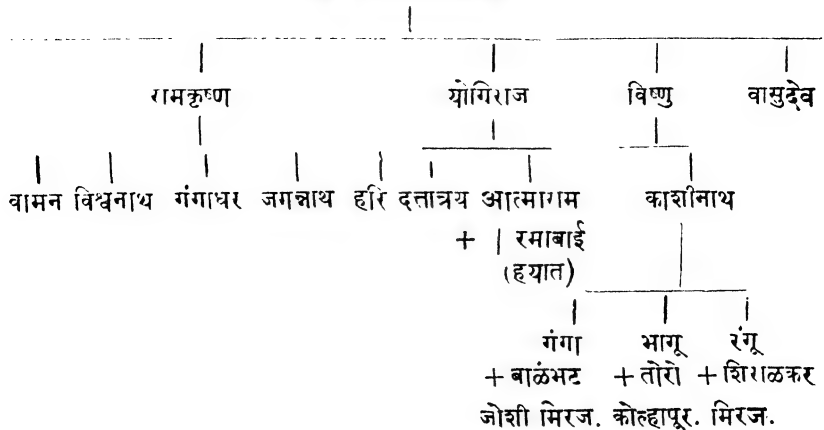 रामकृष्ण योगिराज विष्णु वासुदेव
वामन विश्वनाथ गंगाधर जगन्नाथ हरि दत्तात्रय आत्माराम काशीनाथ
+ | रमाबाई
(हयात)
गंगा भागू रंगू
+ बाळंभट + तोरो + शिराळकर
जोशी मिरज. कोल्हापूर. मिरज.